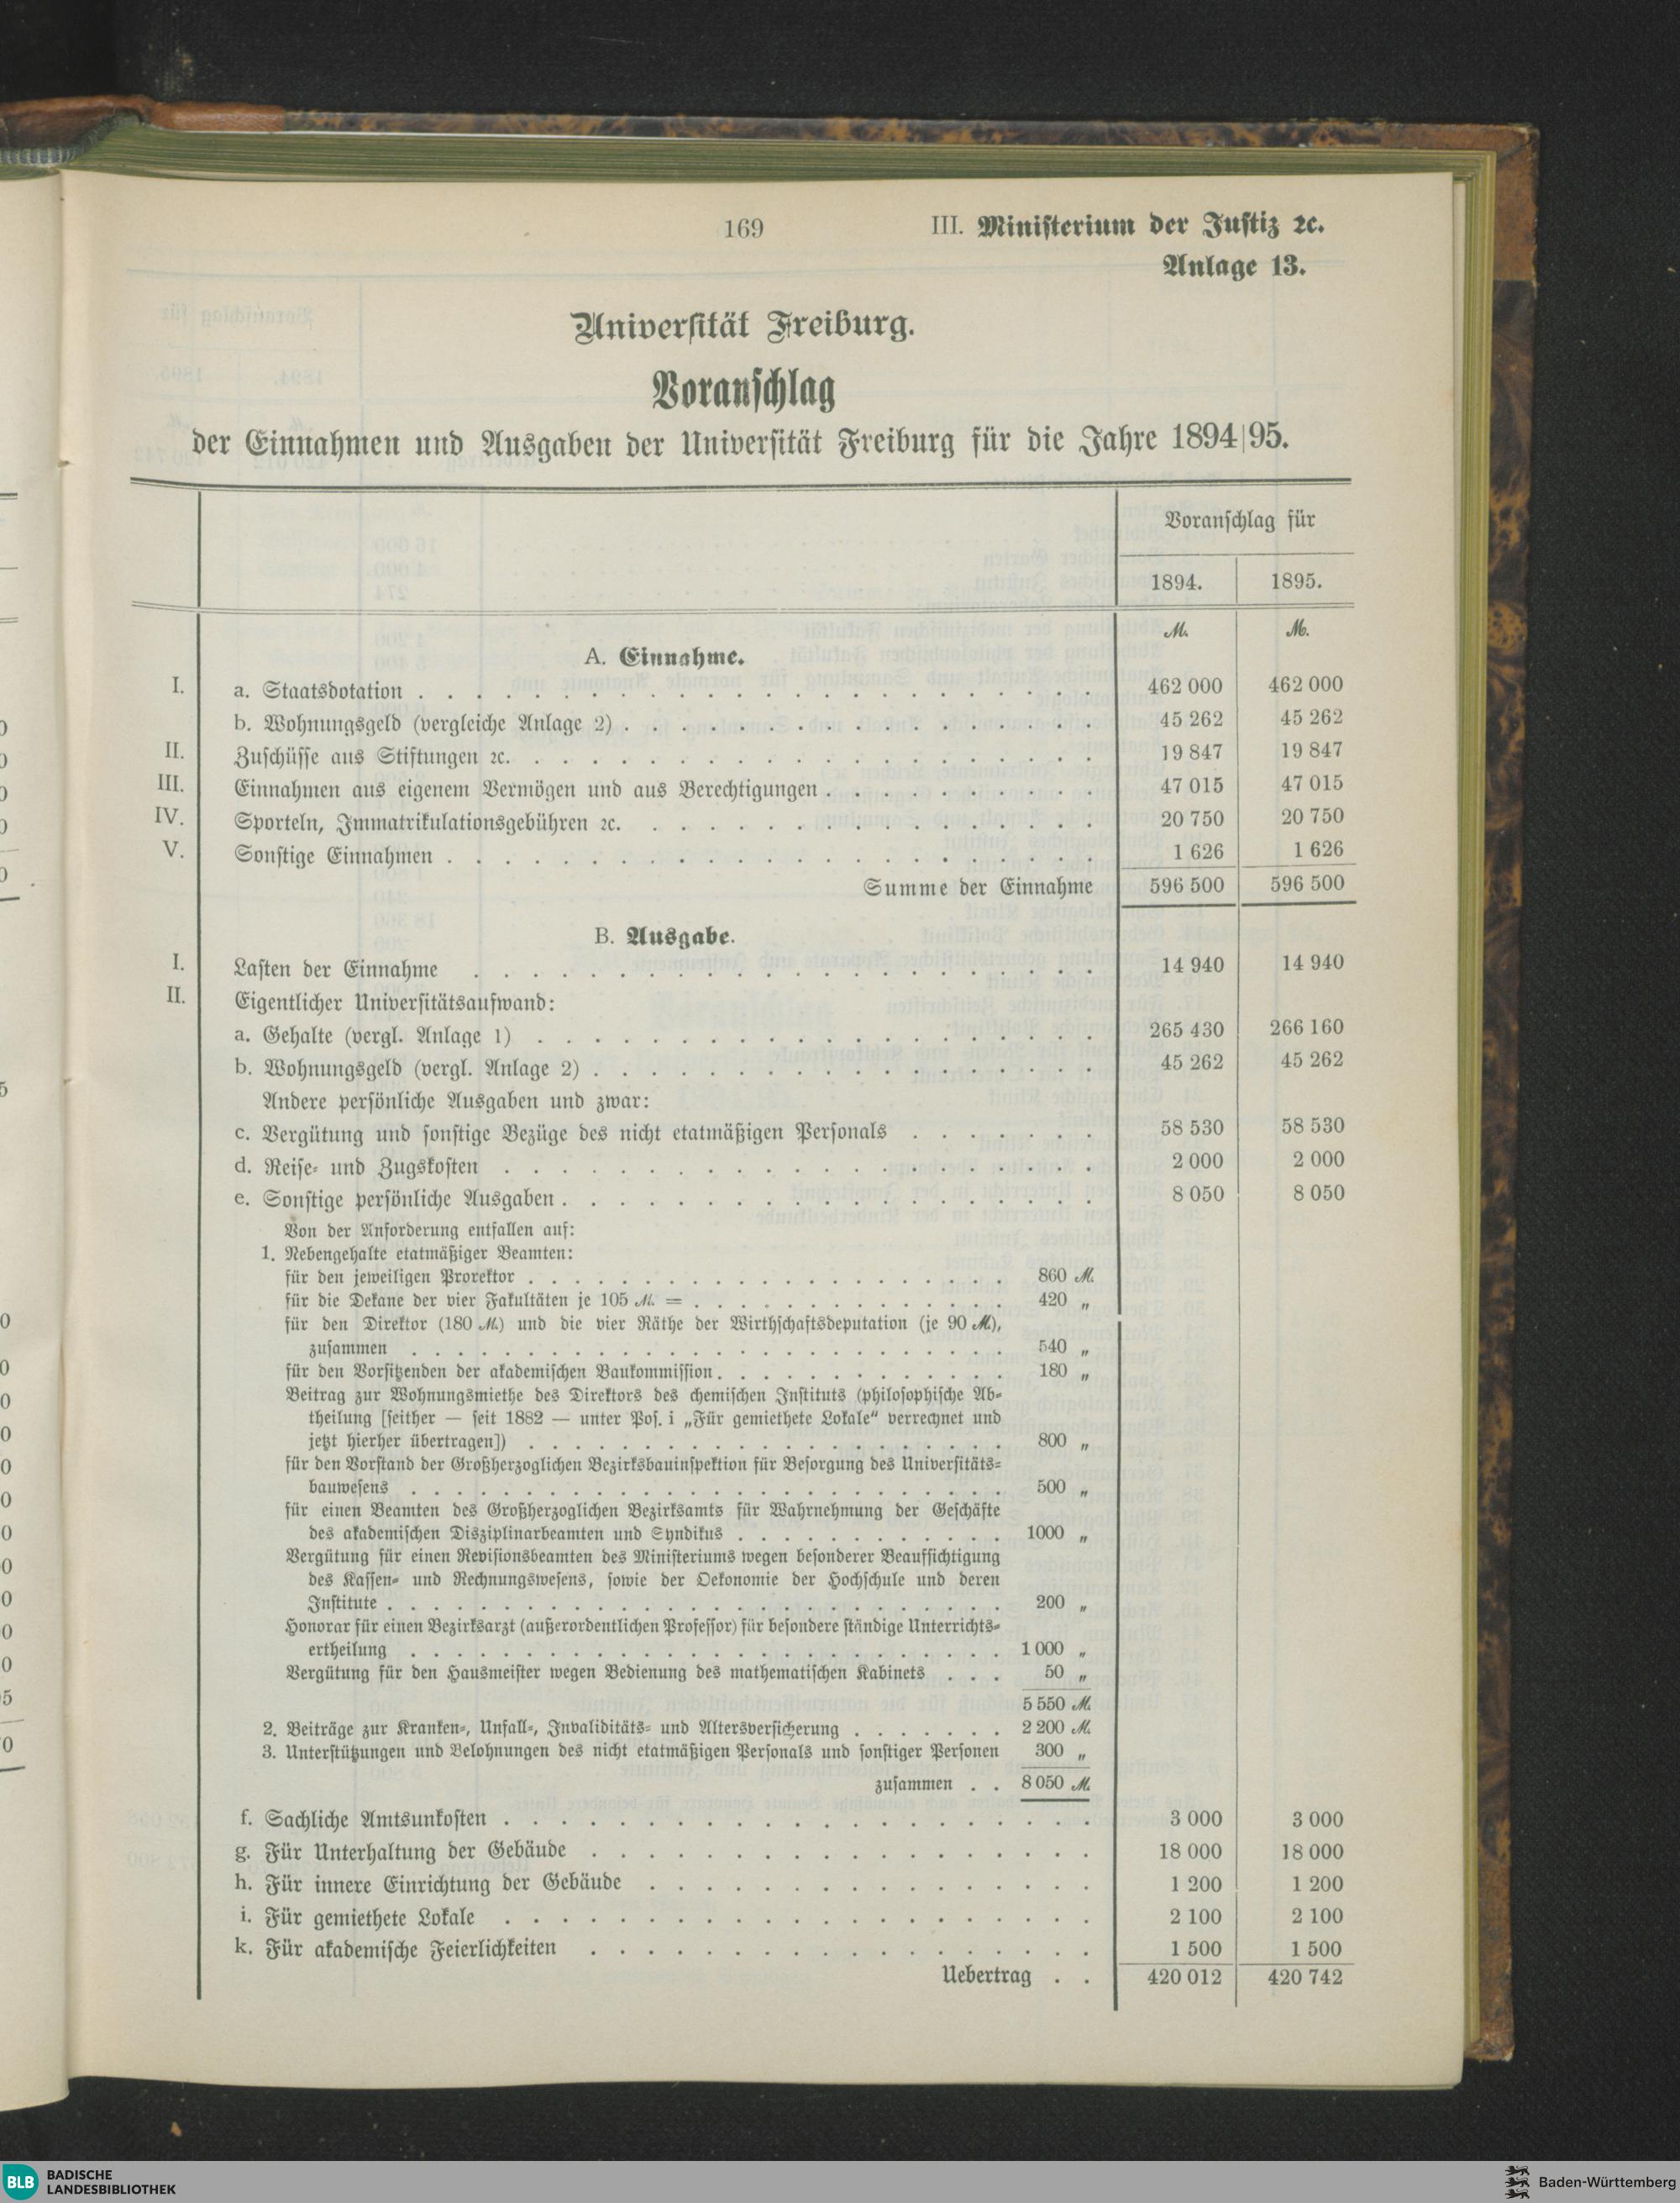 169
III. Ministerium der Justiz ꝛc.
Anlage 13.
Universität Freiburg.
Voranschlag
der Einnahmen und Ausgaben der Universität Freiburg für die Jahre 1894|95.
Voranschlag für
1894. 1895.
M. M.
A. Einnahme.
I. a. Staatsdotation . . . 462 000 462 000
b. Wohnungsgeld (vergleiche Anlage 2) . . . 45 262 45 262
II. Zuschüsse aus Stiftungen ꝛc. . . . 19 847 19 847
III. Einnahmen aus eigenem Vermögen und aus Berechtigungen . . . 47 015 47 015
IV. Sporteln, Immatrikulationsgebühren ꝛc. . . . 20 750 20 750
V. Sonstige Einnahmen . . . 1 626 1 626
Summe der Einnahme 596 500 596 500
B. Ausgabe.
I. Lasten der Einnahme . . . 14 940 14 940
II. Eigentlicher Universitätsaufwand:
a. Gehalte (vergl. Anlage 1) . . . 265 430 266 160
b. Wohnungsgeld (vergl. Anlage 2) . . . 45 262 45 262
Andere persönliche Ausgaben und zwar:
c. Vergütung und sonstige Bezüge des nicht etatmäßigen Personals . . . 58 530 58 530
d. Reise- und Zugskosten . . . 2 000 2 000
e. Sonstige persönliche Ausgaben . . . 8 050 8 050
Von der Anforderung entfallen auf:
1. Nebengehalte etatmäßiger Beamten:
für den jeweiligen Prorektor . . . 860 M.
für die Dekane der vier Fakultäten je 105 M. = . . . 420 „
für den Direktor (180 M.) und die vier Räthe der Wirthschaftsdeputation (je 90 M.),
zusammen . . . 540 „
für den Vorsitzenden der akademischen Baukommission . . . 180 „
Beitrag zur Wohnungsmiethe des Direktors des chemischen Instituts (philosophische Ab-
theilung [seither — seit 1882 — unter Pos. i „Für gemiethete Lokale“ verrechnet und
jetzt hierher übertragen]) . . . 800 „
für den Vorstand der Großherzoglichen Bezirksbauinspektion für Besorgung des Universitäts-
bauwesens . . . 500 „
für einen Beamten des Großherzoglichen Bezirksamts für Wahrnehmung der Geschäfte
des akademischen Disziplinarbeamten und Syndikus . . . 1000 „
Vergütung für einen Revisionsbeamten des Ministeriums wegen besonderer Beaufsichtigung
des Kassen- und Rechnungswesens, sowie der Oekonomie der Hochschule und deren
Institute . . . 200 „
Honorar für einen Bezirksarzt (außerordentlichen Professor) für besondere ständige Unterrichts-
ertheilung . . . 1 000 „
Vergütung für den Hausmeister wegen Bedienung des mathematischen Kabinets . . . 50 „
5 550 M.
2. Beiträge zur Kranken-, Unfall-, Invaliditäts- und Altersversicherung . . . 2 200 M.
3. Unterstützungen und Belohnungen des nicht etatmäßigen Personals und sonstiger Personen 300 „
zusammen . . 8 050 M.
f. Sachliche Amtsunkosten . . . 3 000 3 000
g. Für Unterhaltung der Gebäude . . . 18 000 18 000
h. Für innere Einrichtung der Gebäude . . . 1 200 1 200
i. Für gemiethete Lokale . . . 2 100 2 100
k. Für akademische Feierlichkeiten . . . 1 500 1 500
Uebertrag . . 420 012 420 742
BLB BADISCHE
LANDESBIBLIOTHEK
Baden-Württemberg